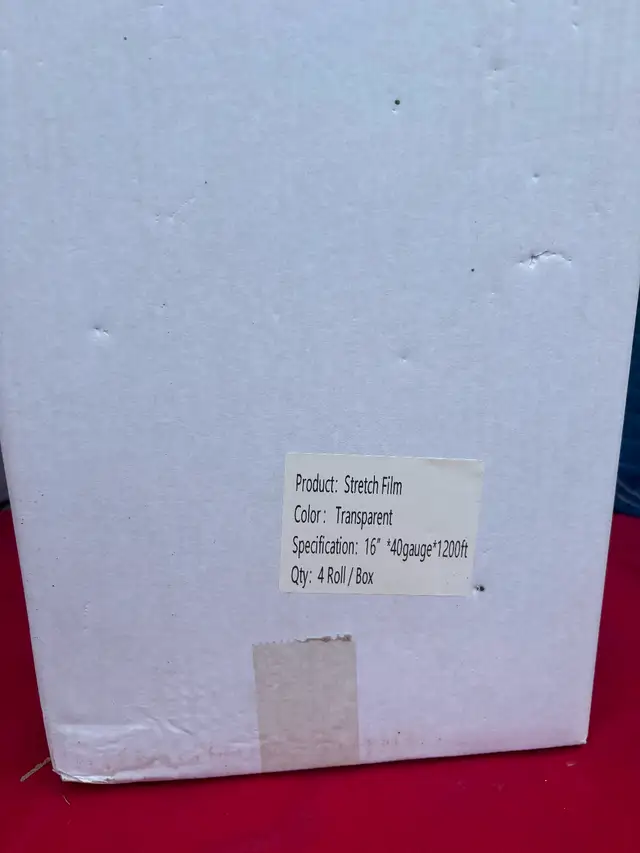 Product: Stretch Film
Color: Transparent
Specification: 16" *40gauge*1200ft
Qty: 4 Roll / Box